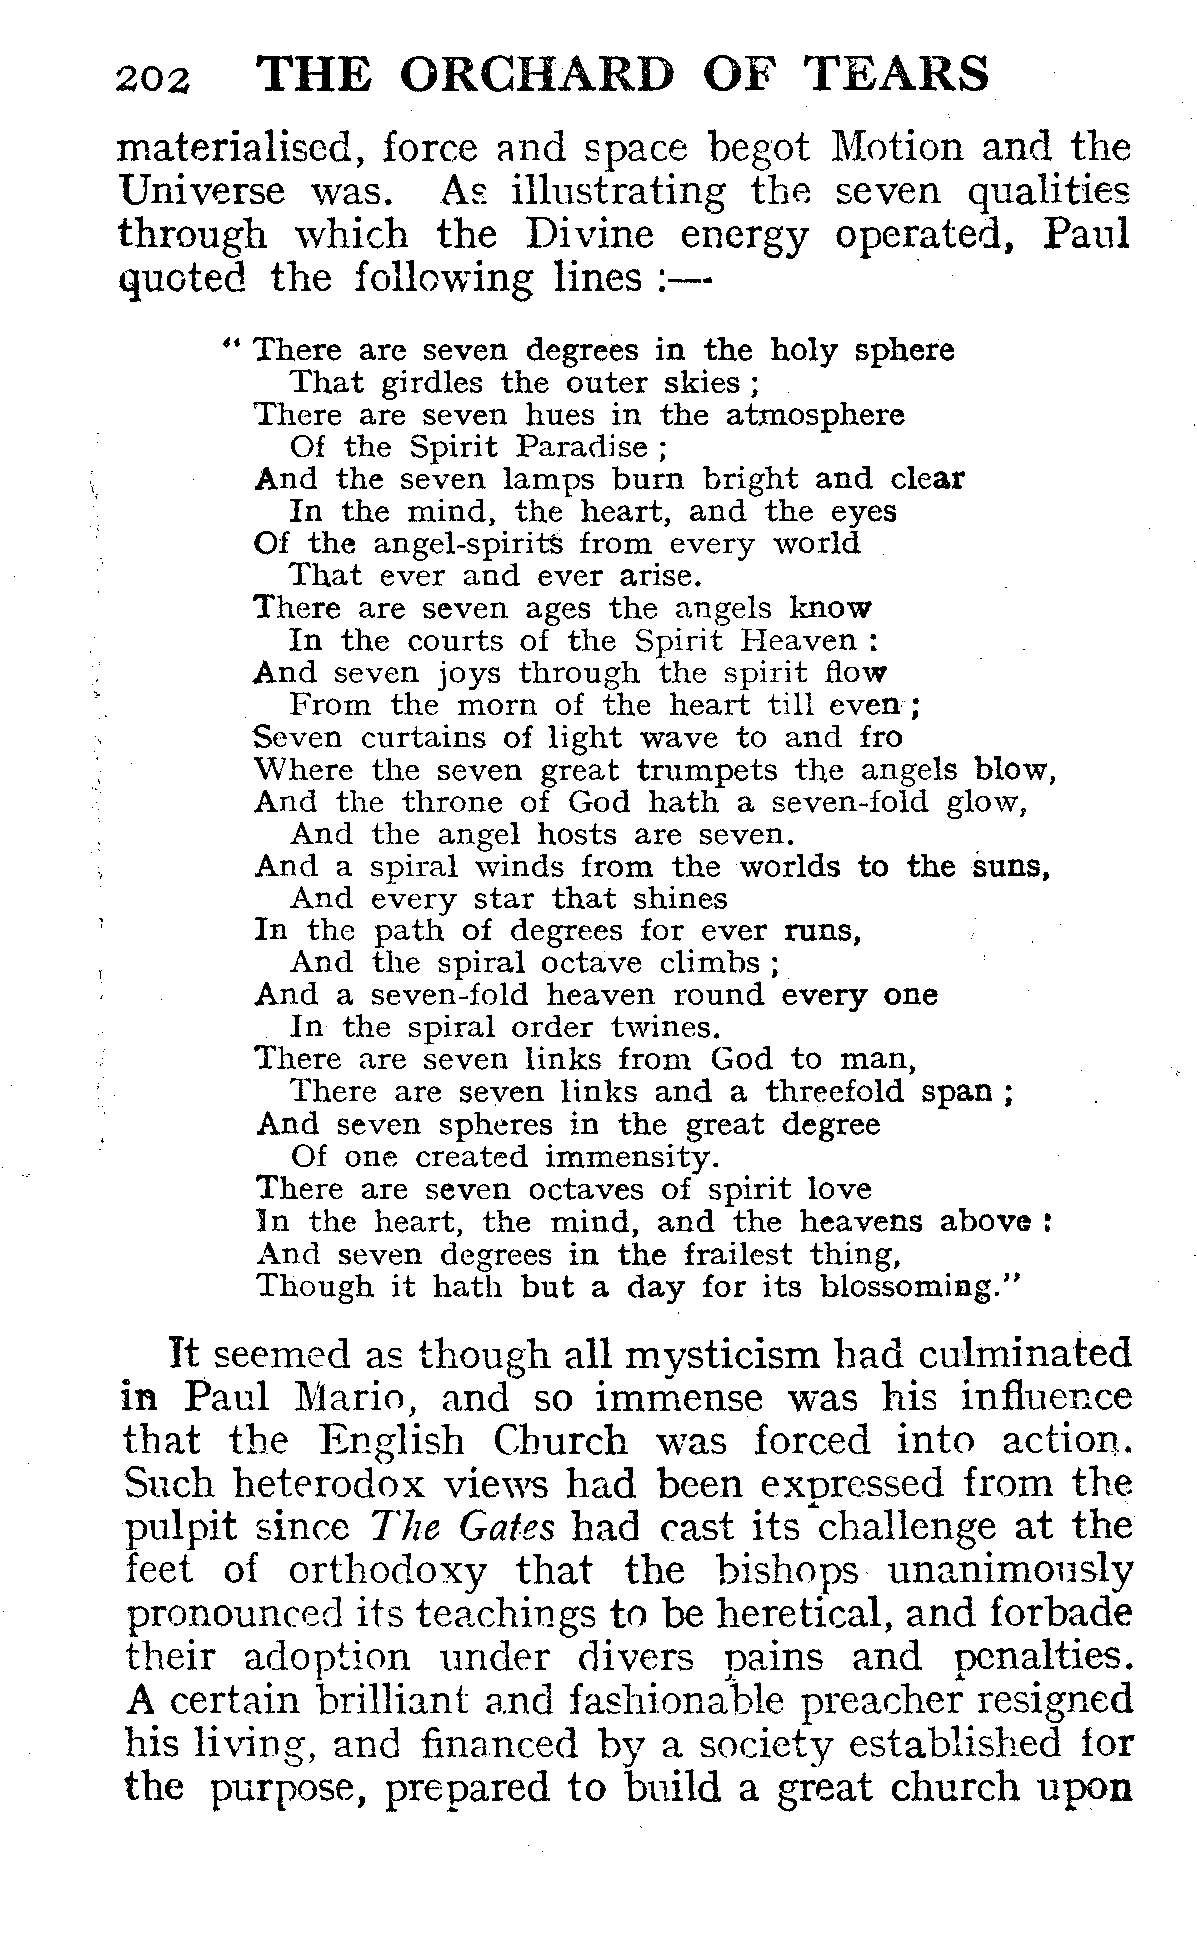 202 THE ORCHARD OF TEARS
materialised, force and space begot Motion and the
Universe was. As illustrating the seven qualities
through which the Divine energy operated, Paul
quoted the following lines :—
" There are seven degrees in the holy sphere
That girdles the outer skies ;
There are seven hues in the atmosphere
Of the Spirit Paradise ;
And the seven lamps burn bright and clear
In the mind, the heart, and the eyes
Of the angel-spirits from every world
That ever and ever arise.
There are seven ages the angels know
In the courts of the Spirit Heaven :
And seven joys through the spirit flow
From the morn of the heart till even ;
Seven curtains of light wave to and fro
Where the seven great trumpets the angels blow,
And the throne of God hath a seven-fold glow,
And the angel hosts are seven.
And a spiral winds from the worlds to the suns,
And every star that shines
In the path of degrees for ever runs,
And the spiral octave climbs ;
And a seven-fold heaven round every one
In the spiral order twines.
There are seven links from God to man,
There are seven links and a threefold span ;
And seven spheres in the great degree
Of one created immensity.
There are seven octaves of spirit love
In the heart, the mind, and the heavens above :
And seven degrees in the frailest thing,
Though it hath but a day for its blossoming."
It seemed as though all mysticism had culminated
in Paul Mario, and so immense was his influence
that the English Church was forced into action.
Such heterodox views had been expressed from the
pulpit since The Gates had cast its challenge at the
feet of orthodoxy that the bishops unanimously
pronounced its teachings to be heretical, and forbade
their adoption under divers pains and penalties.
A certain brilliant and fashionable preacher resigned
his living, and financed by a society established for
the purpose, prepared to build a great church upon